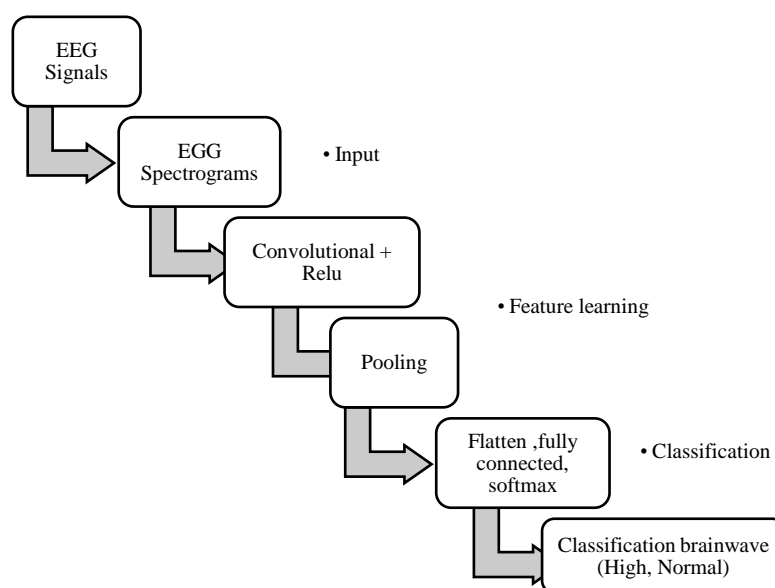 EEG
Signals
EGG
Spectrograms
• Input
Convolutional +
Relu
• Feature learning
Pooling
Flatten ,fully
connected,
softmax
• Classification
Classification brainwave
(High, Normal)